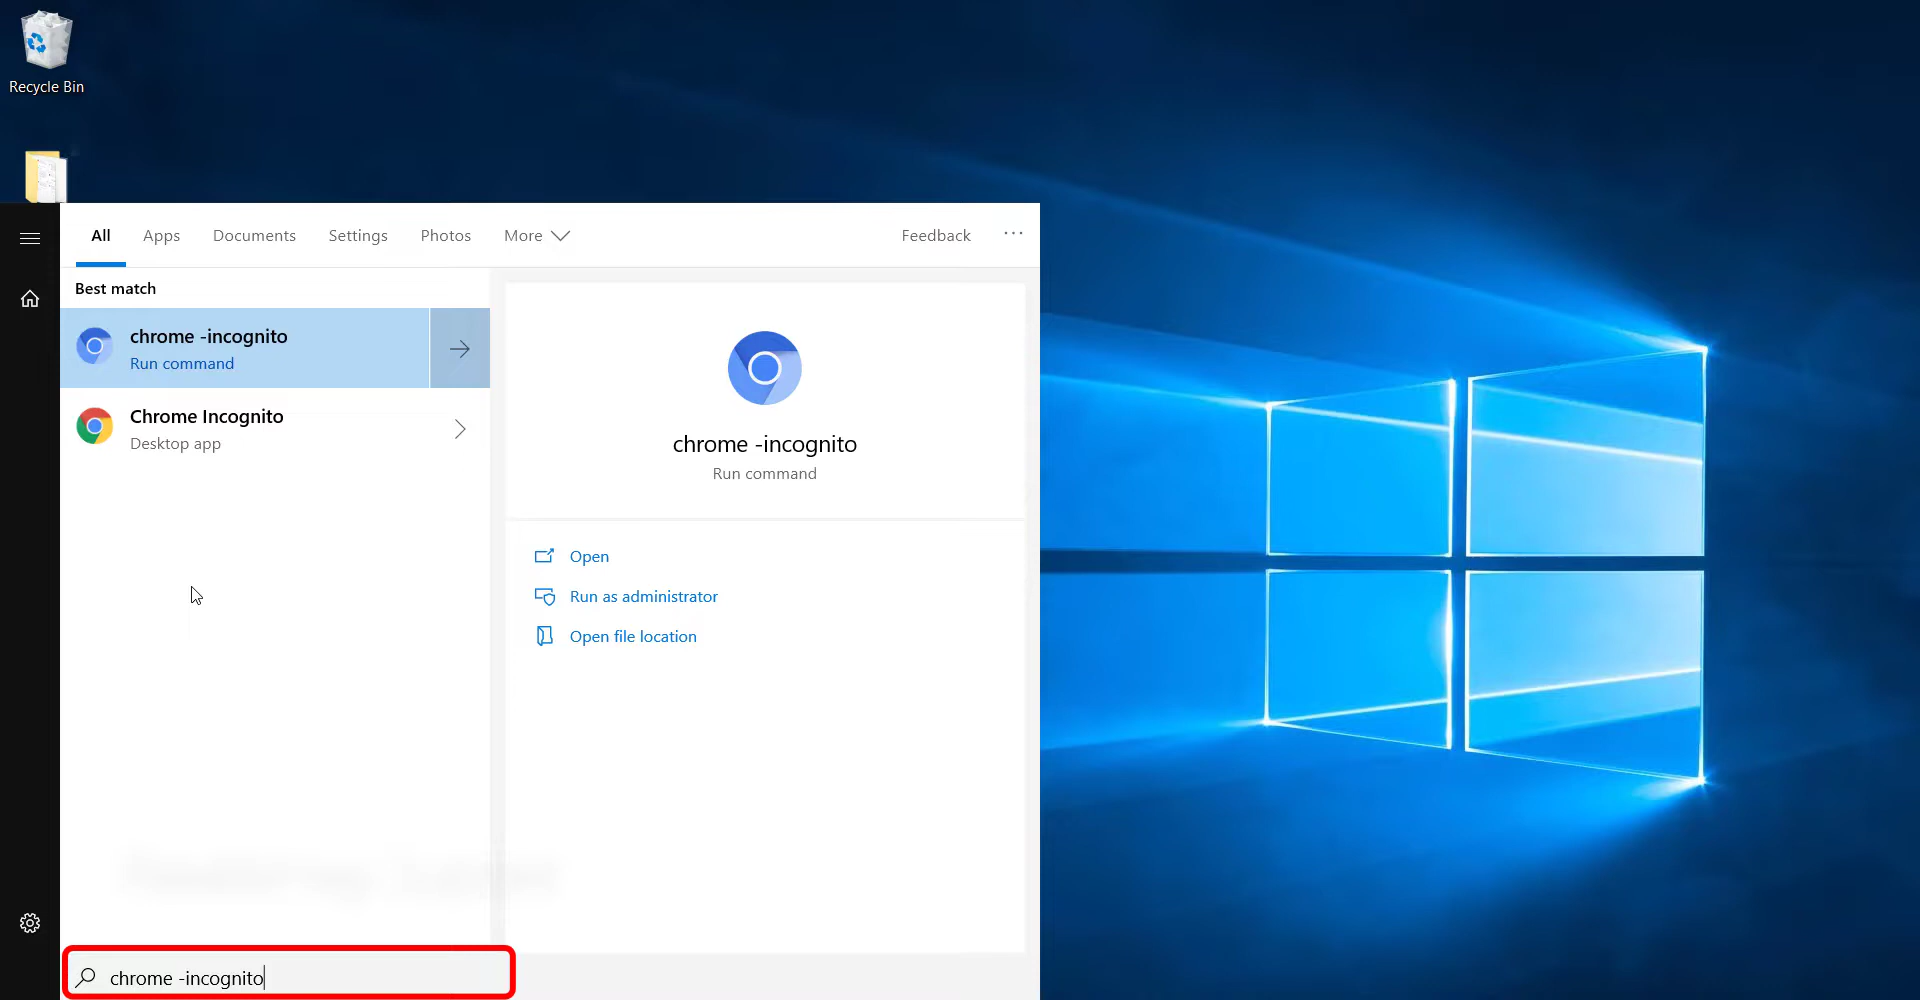 Recycle Bin
All Apps Documents Settings Photos More Feedback ...
Best match
chrome -incognito
Run command
Chrome Incognito
Desktop app
chrome -incognito
Run command
Open
Run as administrator
Open file location
chrome -incognito